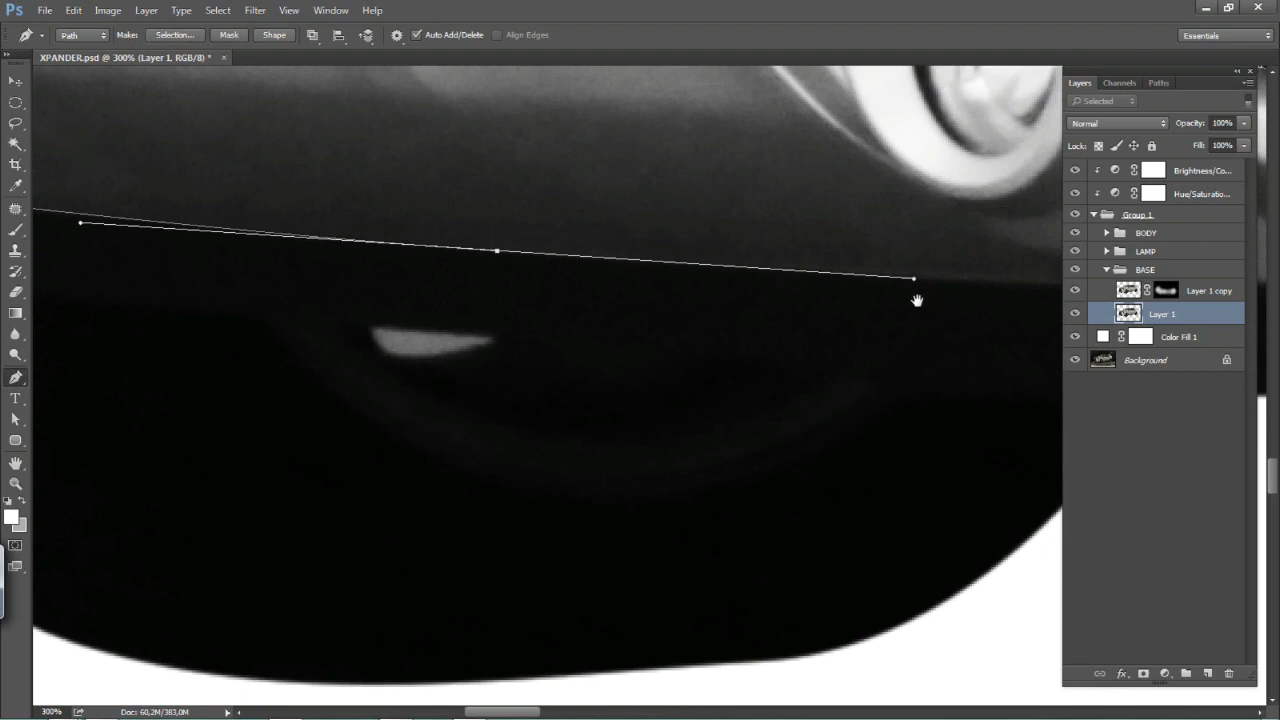 Ps File Edit Image Layer Type Select Filter View Window Help
Path Make: Selection... Mask Shape Auto Add/Delete Align Edges Essentials
XPANDER.psd @ 300% (Layer 1, RGB/8) * ×
Layers Channels Paths
Selected
Normal Opacity: 100%
Lock: Fill: 100%
Brightness/Co...
Hue/Saturatio...
Group 1
BODY
LAMP
BASE
Layer 1 copy
Layer 1
Color Fill 1
Background
T
fx
300% Doc: 60,2M/383,0M